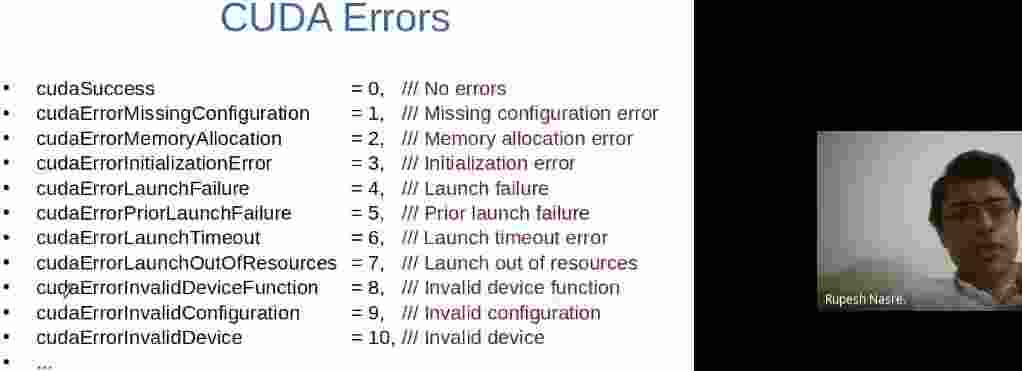 CUDA Errors
• cudaSuccess = 0, /// No errors
• cudaErrorMissingConfiguration = 1, /// Missing configuration error
• cudaErrorMemoryAllocation = 2, /// Memory allocation error
• cudaErrorInitializationError = 3, /// Initialization error
• cudaErrorLaunchFailure = 4, /// Launch failure
• cudaErrorPriorLaunchFailure = 5, /// Prior launch failure
• cudaErrorLaunchTimeout = 6, /// Launch timeout error
• cudaErrorLaunchOutOfResources = 7, /// Launch out of resources
• cudaErrorInvalidDeviceFunction = 8, /// Invalid device function
• cudaErrorInvalidConfiguration = 9, /// Invalid configuration
• cudaErrorInvalidDevice = 10, /// Invalid device
• ...
Rupesh Nasre.